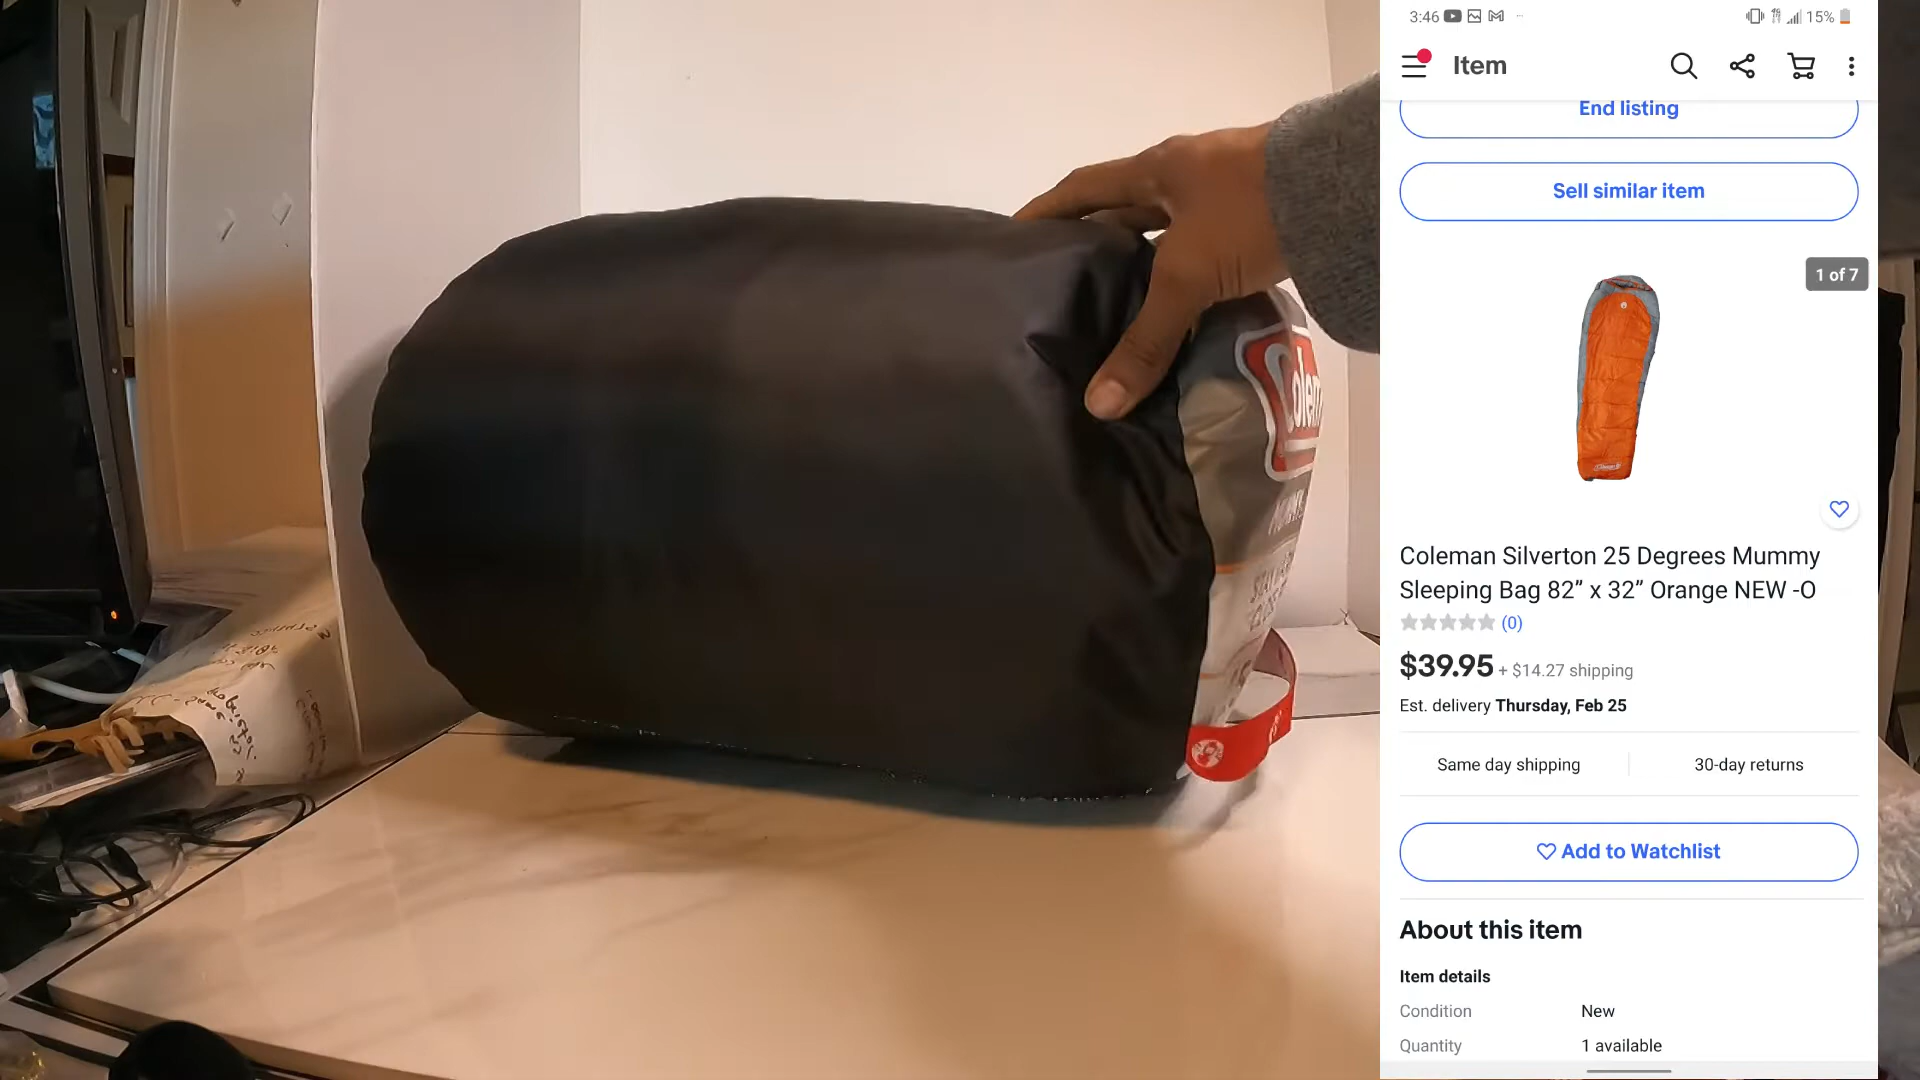 3:46
15%
Item
End listing
Sell similar item
1 of 7
Coleman Silverton 25 Degrees Mummy
Sleeping Bag 82” x 32” Orange NEW -O
(0)
$39.95 + $14.27 shipping
Est. delivery Thursday, Feb 25
Same day shipping
30-day returns
Add to Watchlist
About this item
Item details
Condition
New
Quantity
1 available